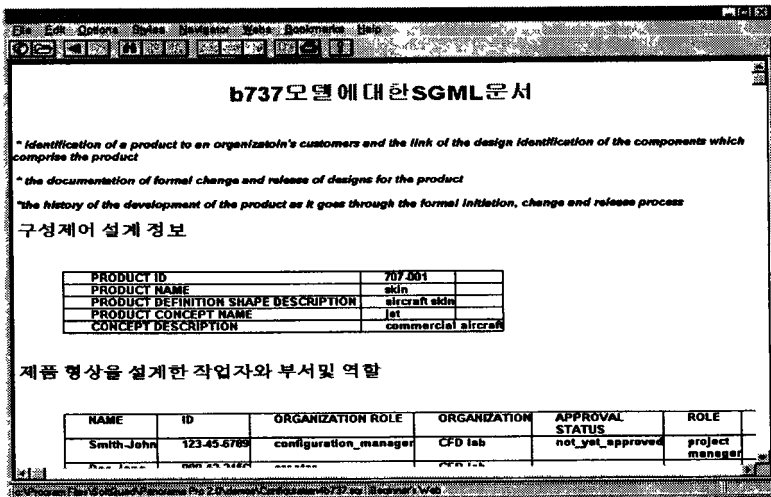 File Edit Options Styles Navigator Webs Bookmarks Help
b737모델에대한SGML문서
* identification of a product to an organizatoin's customers and the link of the design identification of the components which
comprise the product
* the documentation of formal change and release of designs for the product
*the history of the development of the product as it goes through the formal initiation, change and release process
구성제어 설계 정보
PRODUCT ID 707-001
PRODUCT NAME skin
PRODUCT DEFINITION SHAPE DESCRIPTION aircraft skin
PRODUCT CONCEPT NAME jet
CONCEPT DESCRIPTION commercial aircraft
제품 형상을 설계한 작업자와 부서및 역할
NAME ID ORGANIZATION ROLE ORGANIZATION APPROVAL STATUS ROLE
Smith-John 123-45-6789 configuration_manager CFD lab not_yet_approved project
manager
CFD lab